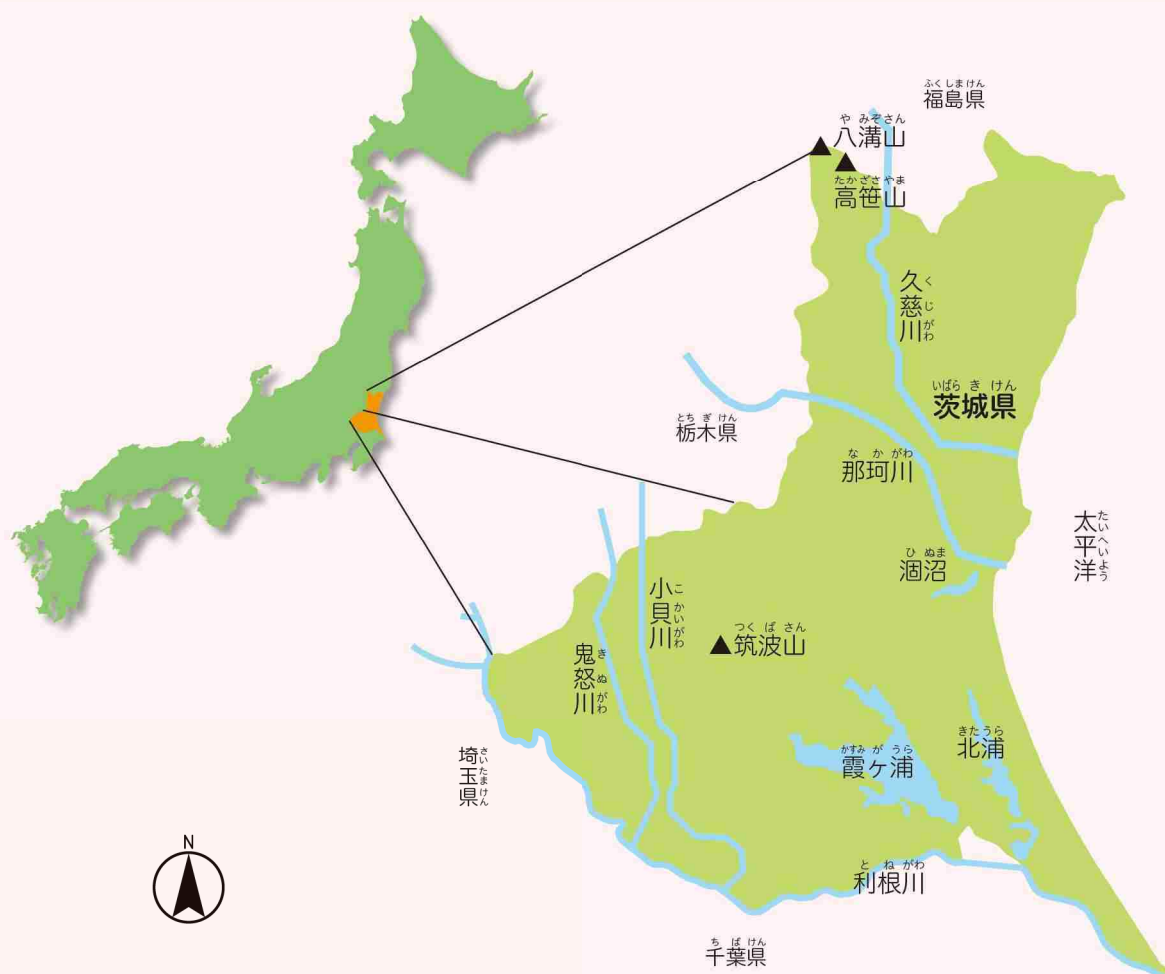 ふくしまけん
福島県
やみぞさん
八溝山
たかざさやま
高笹山
くじがわ
久慈川
いばらきけん
茨城県
とちぎけん
栃木県
なかがわ
那珂川
たいへいよう
太平洋
ひぬま
涸沼
こかいがわ
小貝川
つくばさん
筑波山
きぬがわ
鬼怒川
きたうら
北浦
かすみがうら
霞ヶ浦
さいたまけん
埼玉県
N
とねがわ
利根川
ちばけん
千葉県